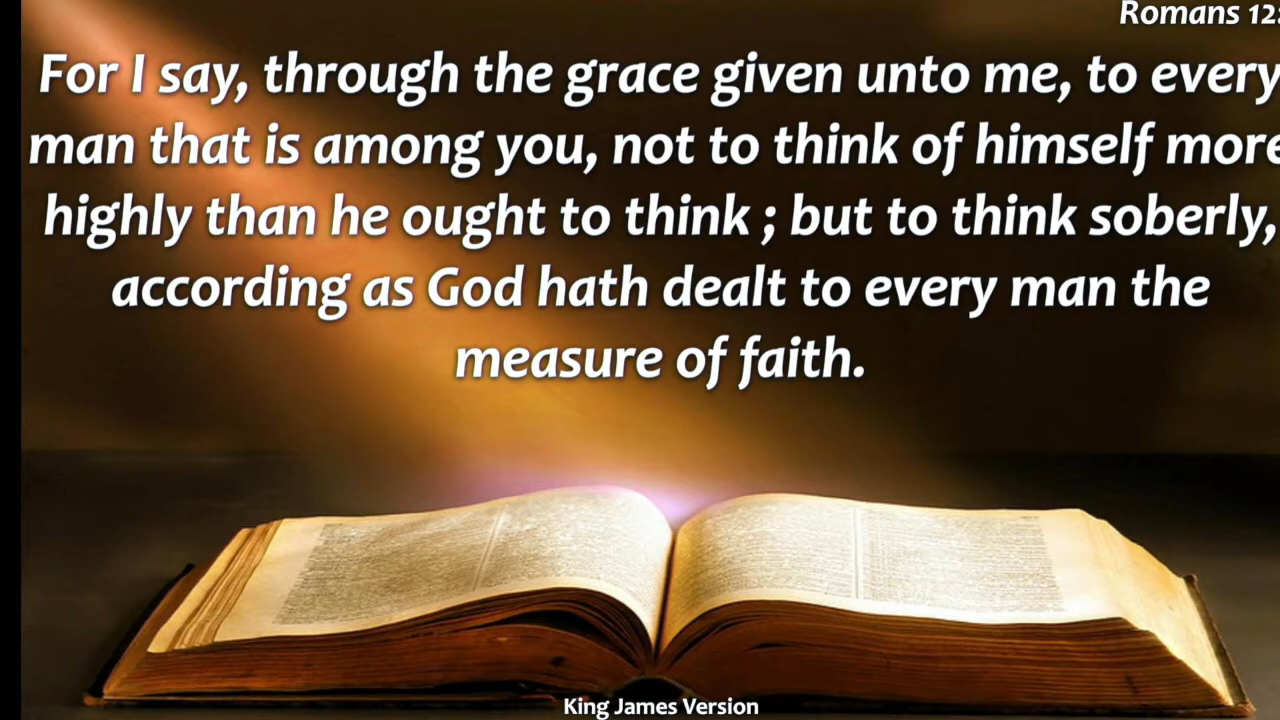 Romans 12:
For I say, through the grace given unto me, to every
man that is among you, not to think of himself more
highly than he ought to think ; but to think soberly,
according as God hath dealt to every man the
measure of faith.
King James Version